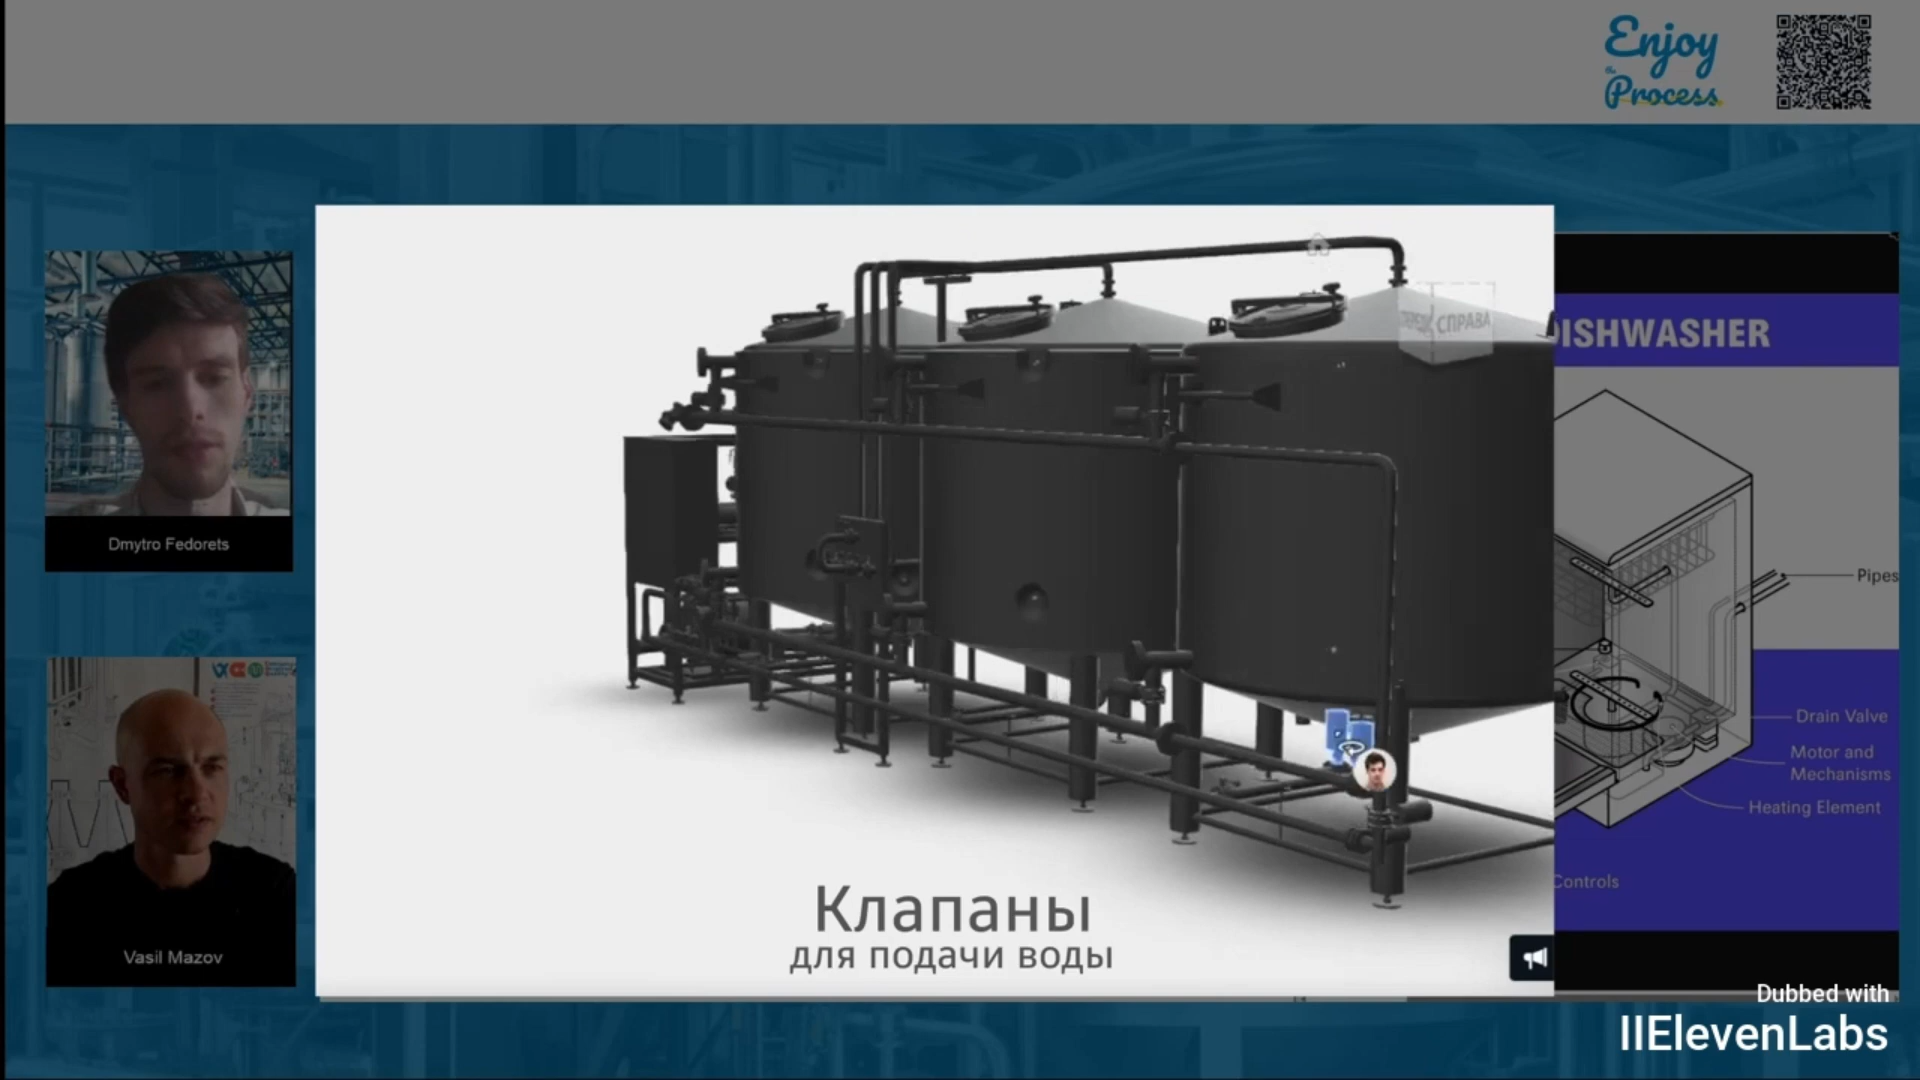 Enjoy
the
Process
Dmytro Fedorets
Vasil Mazov
СПРАВА
Клапаны
для подачи воды
DISHWASHER
Pipes
Drain Valve
Motor and
Mechanisms
Heating Element
Controls
Dubbed with
IIElevenLabs